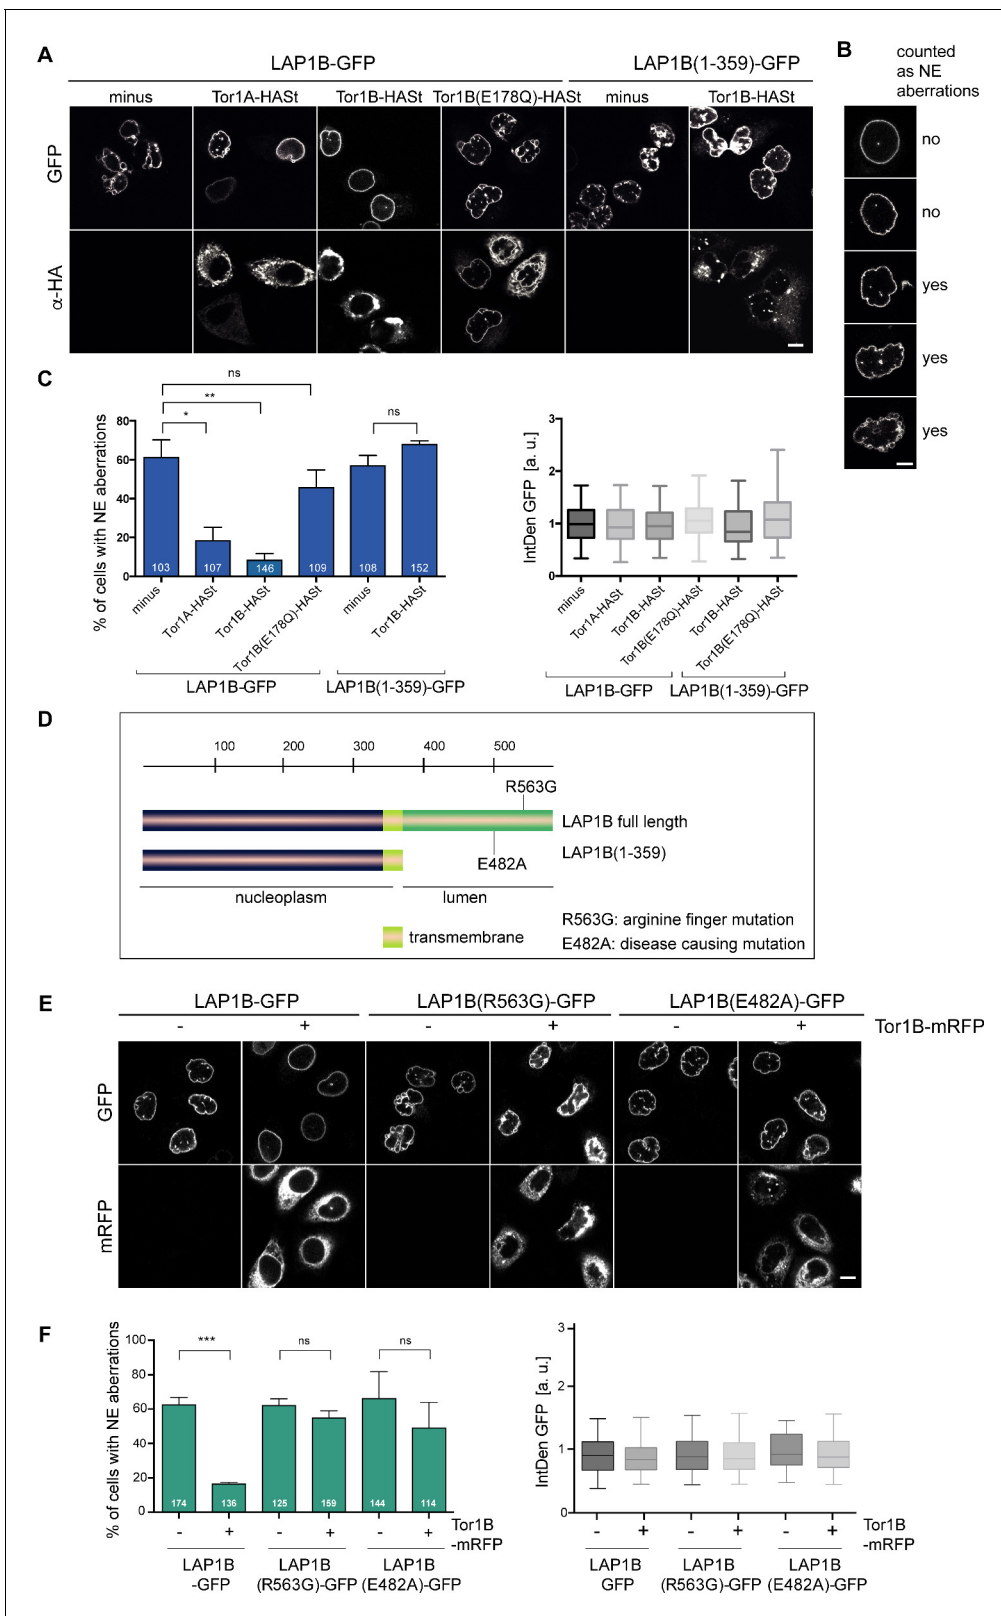 A
LAP1B-GFP
LAP1B(1-359)-GFP
minus
Tor1A-HASt
Tor1B-HASt
Tor1B(E178Q)-HASt
minus
Tor1B-HASt
GFP
α-HA
B
counted
as NE
aberrations
no
no
yes
yes
yes
C
% of cells with NE aberrations
80
60
40
20
0
ns
**
*
ns
103
107
146
109
108
152
minus
Tor1A-HASt
Tor1B-HASt
Tor1B(E178Q)-HASt
minus
Tor1B-HASt
LAP1B-GFP
LAP1B(1-359)-GFP
IntDen GFP [a. u.]
3
2
1
0
minus
Tor1A-HASt
Tor1B-HASt
Tor1B(E178Q)-HASt
Tor1B-HASt
Tor1B(E178Q)-HASt
LAP1B-GFP
LAP1B(1-359)-GFP
D
100
200
300
400
500
R563G
LAP1B full length
LAP1B(1-359)
E482A
nucleoplasm
lumen
transmembrane
R563G: arginine finger mutation
E482A: disease causing mutation
E
LAP1B-GFP
LAP1B(R563G)-GFP
LAP1B(E482A)-GFP
- + - + - +
Tor1B-mRFP
GFP
mRFP
F
% of cells with NE aberrations
100
80
60
40
20
0
***
ns
ns
174
136
125
159
144
114
- + - + - +
Tor1B
-mRFP
LAP1B
-GFP
LAP1B
(R563G)-GFP
LAP1B
(E482A)-GFP
IntDen GFP [a. u.]
3
2
1
0
- + - + - +
Tor1B
-mRFP
LAP1B
GFP
LAP1B
(R563G)-GFP
LAP1B
(E482A)-GFP